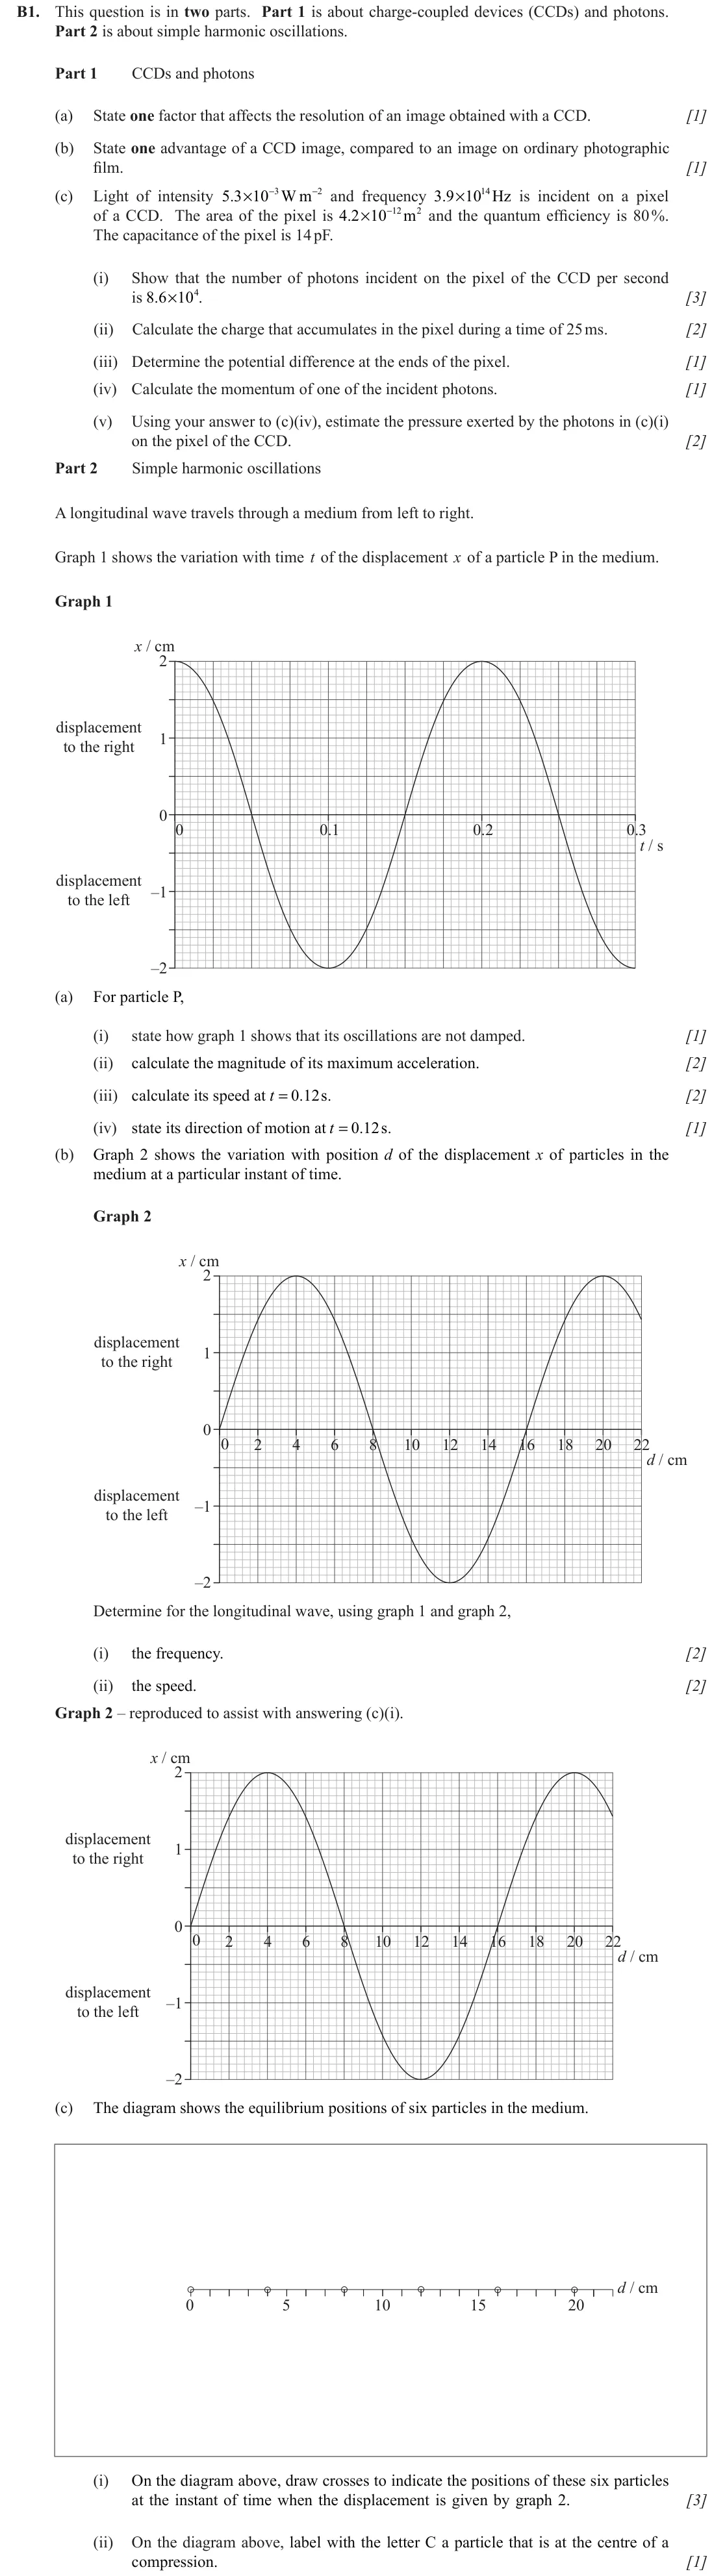 B1. This question is in two parts. Part 1 is about charge-coupled devices (CCDs) and photons.
Part 2 is about simple harmonic oscillations.
Part 1 CCDs and photons
(a) State one factor that affects the resolution of an image obtained with a CCD. [1]
(b) State one advantage of a CCD image, compared to an image on ordinary photographic
film. [1]
(c) Light of intensity 5.3×10⁻³ W m⁻² and frequency 3.9×10¹⁴ Hz is incident on a pixel
of a CCD. The area of the pixel is 4.2×10⁻¹² m² and the quantum efficiency is 80%.
The capacitance of the pixel is 14 pF.
(i) Show that the number of photons incident on the pixel of the CCD per second
is 8.6×10⁴. [3]
(ii) Calculate the charge that accumulates in the pixel during a time of 25 ms. [2]
(iii) Determine the potential difference at the ends of the pixel. [1]
(iv) Calculate the momentum of one of the incident photons. [1]
(v) Using your answer to (c)(iv), estimate the pressure exerted by the photons in (c)(i)
on the pixel of the CCD. [2]
Part 2 Simple harmonic oscillations
A longitudinal wave travels through a medium from left to right.
Graph 1 shows the variation with time t of the displacement x of a particle P in the medium.
Graph 1
x / cm
2
displacement
to the right
1
0
0 0.1 0.2 0.3
t / s
displacement
to the left
–1
–2
(a) For particle P,
(i) state how graph 1 shows that its oscillations are not damped. [1]
(ii) calculate the magnitude of its maximum acceleration. [2]
(iii) calculate its speed at t = 0.12 s. [2]
(iv) state its direction of motion at t = 0.12 s. [1]
(b) Graph 2 shows the variation with position d of the displacement x of particles in the
medium at a particular instant of time.
Graph 2
x / cm
2
displacement
to the right
1
0
0 2 4 6 8 10 12 14 16 18 20 22
d / cm
displacement
to the left
–1
–2
Determine for the longitudinal wave, using graph 1 and graph 2,
(i) the frequency. [2]
(ii) the speed. [2]
Graph 2 – reproduced to assist with answering (c)(i).
x / cm
2
displacement
to the right
1
0
0 2 4 6 8 10 12 14 16 18 20 22
d / cm
displacement
to the left
–1
–2
(c) The diagram shows the equilibrium positions of six particles in the medium.
d / cm
0 5 10 15 20
(i) On the diagram above, draw crosses to indicate the positions of these six particles
at the instant of time when the displacement is given by graph 2. [3]
(ii) On the diagram above, label with the letter C a particle that is at the centre of a
compression. [1]